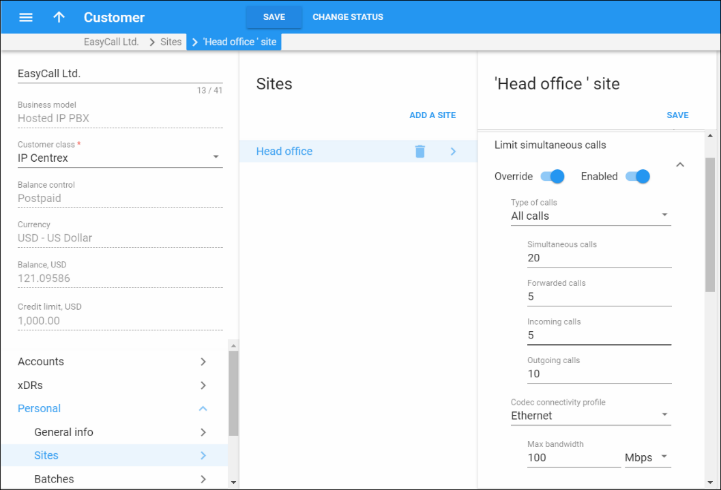 Customer
SAVE
CHANGE STATUS
EasyCall Ltd.
Sites
'Head office ' site
EasyCall Ltd.
13 / 41
Business model
Hosted IP PBX
Customer class *
IP Centrex
Balance control
Postpaid
Currency
USD - US Dollar
Balance, USD
121.09586
Credit limit, USD
1,000.00
Accounts
xDRs
Personal
General info
Sites
Batches
Sites
ADD A SITE
Head office
'Head office ' site
SAVE
Limit simultaneous calls
Override
Enabled
Type of calls
All calls
Simultaneous calls
20
Forwarded calls
5
Incoming calls
5
Outgoing calls
10
Codec connectivity profile
Ethernet
Max bandwidth
100
Mbps